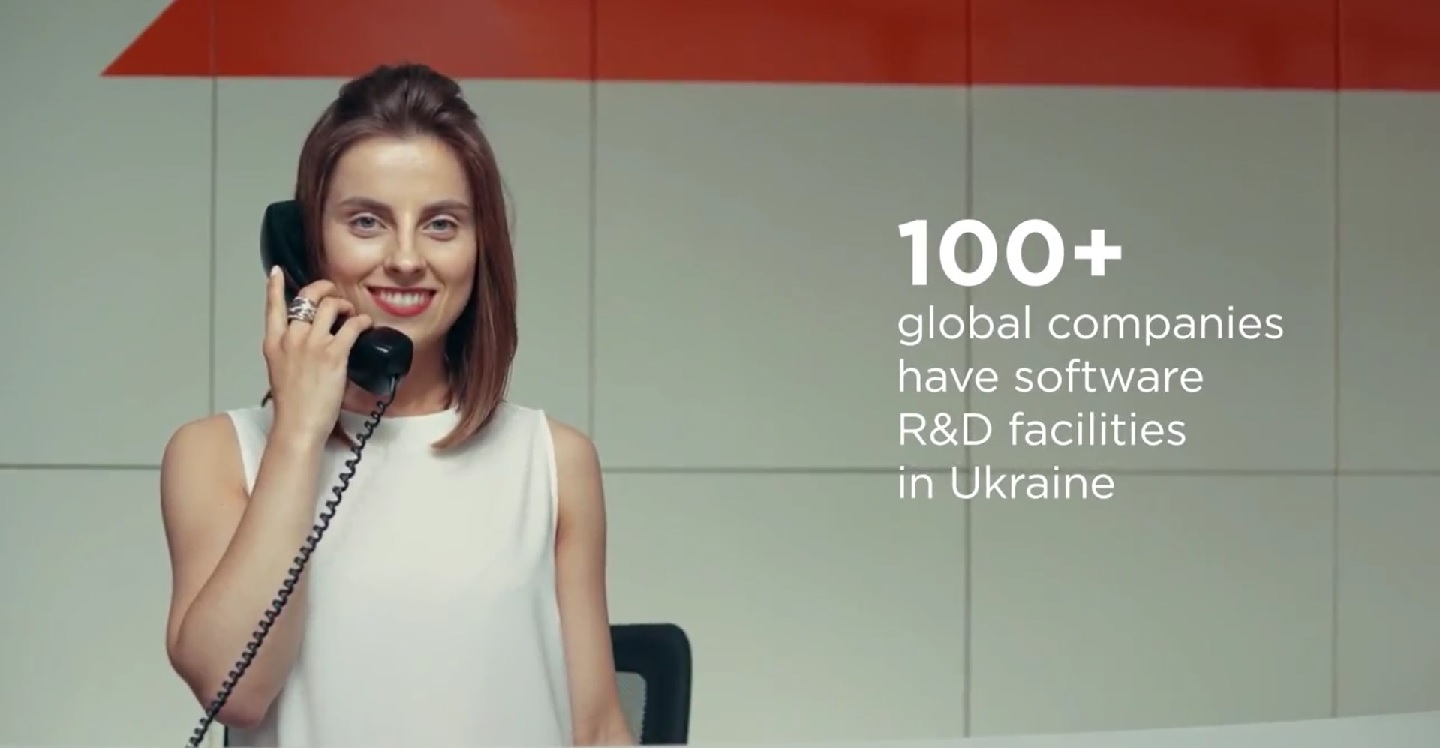 100+
global companies
have software
R&D facilities
in Ukraine